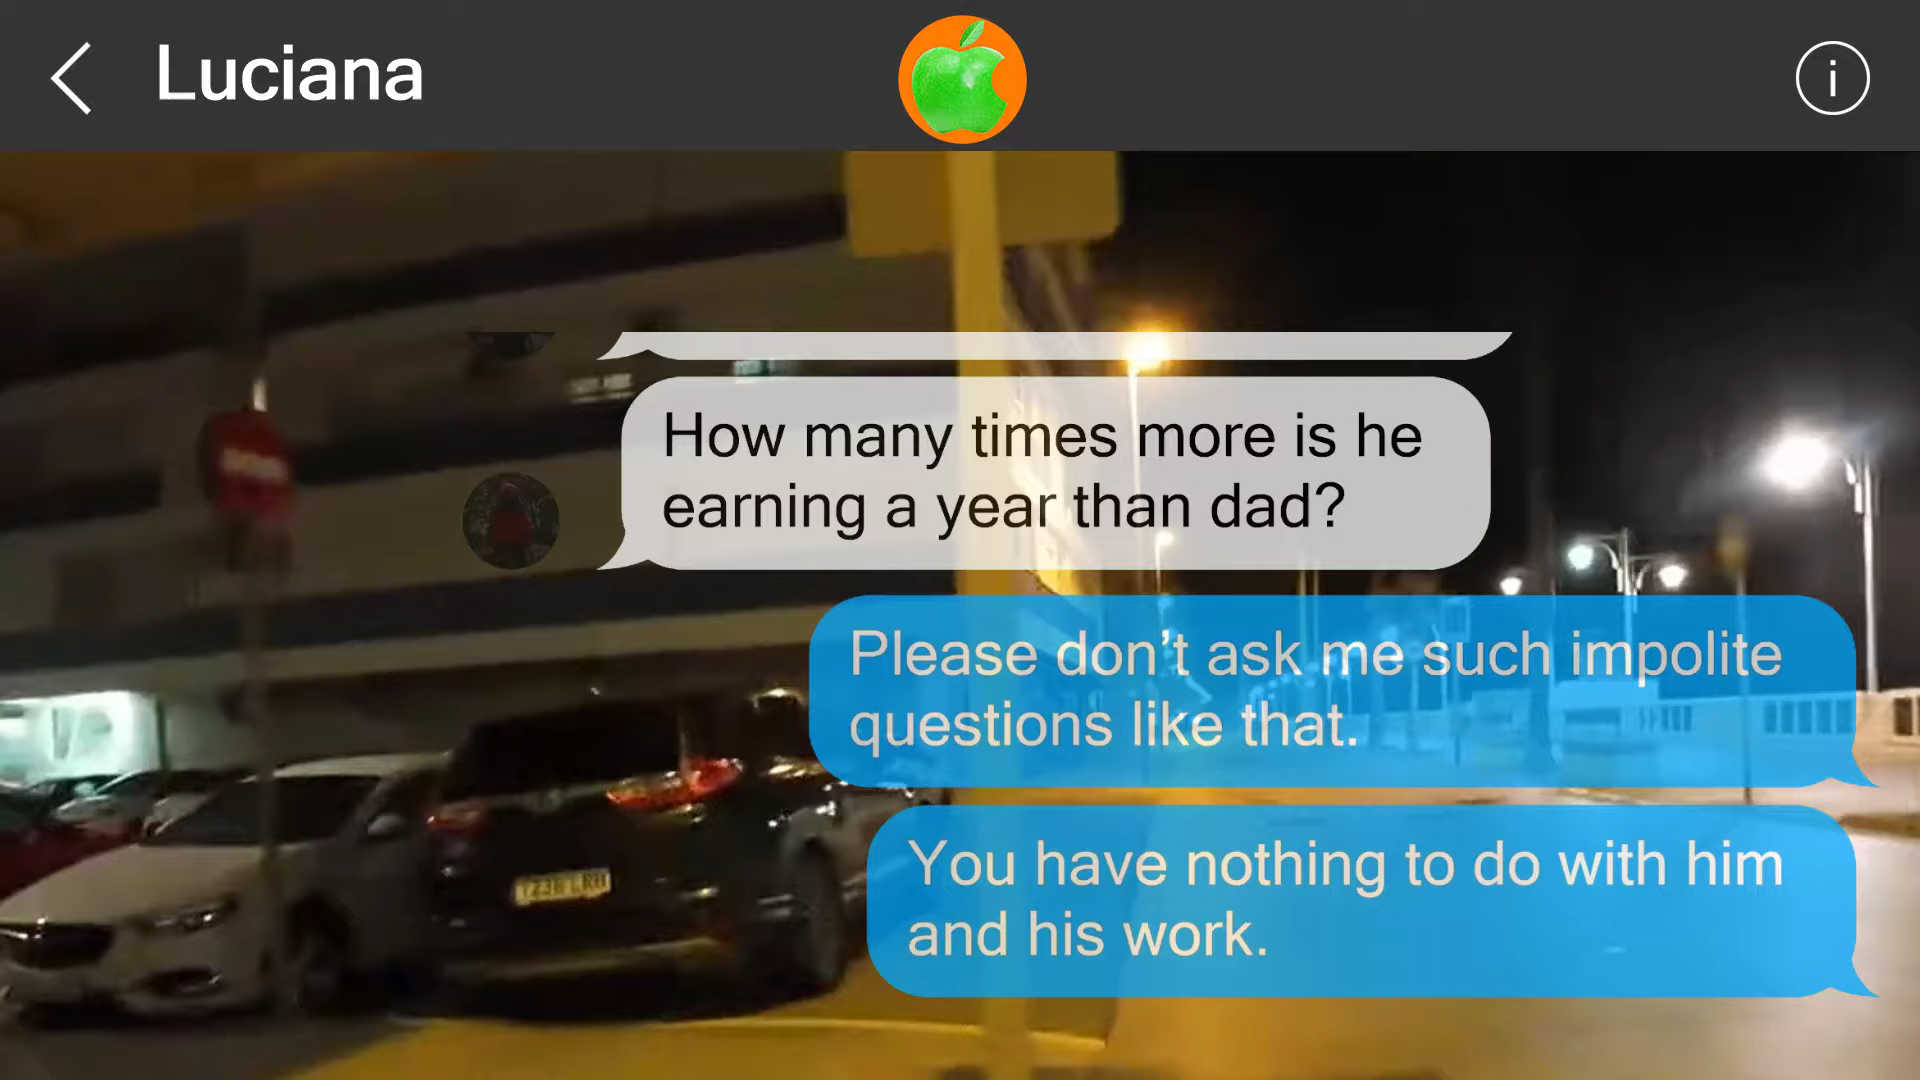 Luciana
How many times more is he
earning a year than dad?
Please don’t ask me such impolite
questions like that.
You have nothing to do with him
and his work.